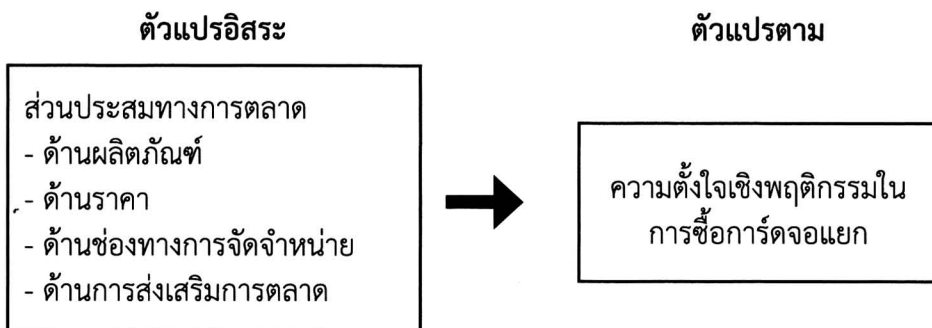 ตัวแปรอิสระ
ตัวแปรตาม
ส่วนประสมทางการตลาด
- ด้านผลิตภัณฑ์
- ด้านราคา
- ด้านช่องทางการจัดจำหน่าย
- ด้านการส่งเสริมการตลาด
ความตั้งใจเชิงพฤติกรรมใน
การซื้อการ์ดจอแยก